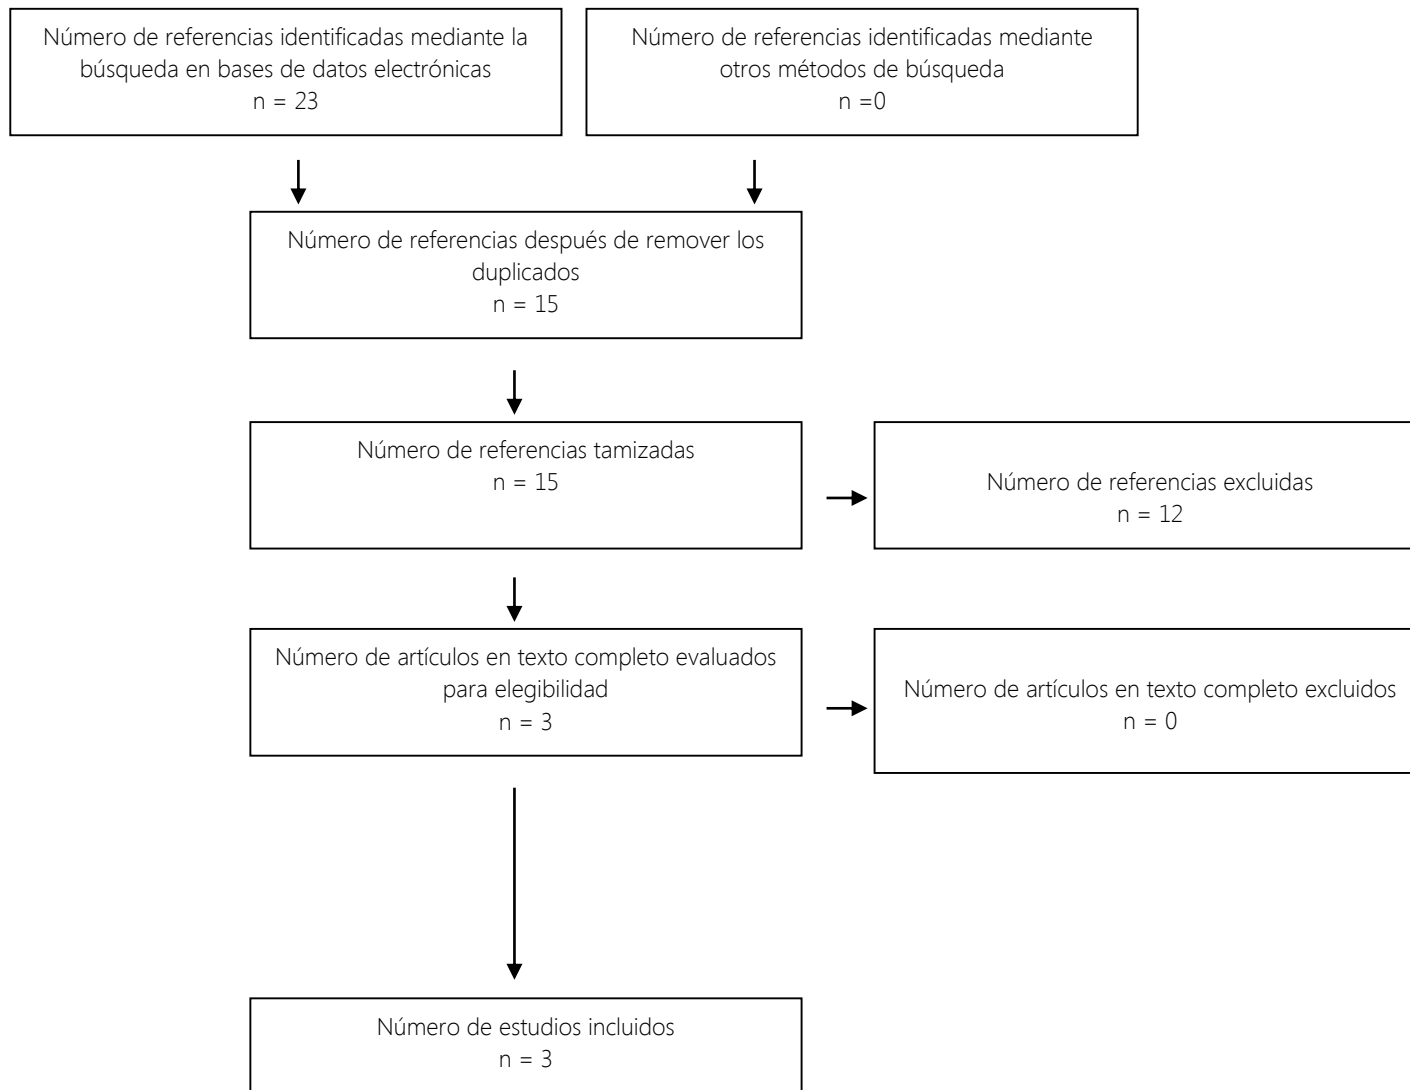 Número de referencias identificadas mediante la
búsqueda en bases de datos electrónicas
n = 23
Número de referencias identificadas mediante
otros métodos de búsqueda
n =0
Número de referencias después de remover los
duplicados
n = 15
Número de referencias tamizadas
n = 15
Número de referencias excluidas
n = 12
Número de artículos en texto completo evaluados
para elegibilidad
n = 3
Número de artículos en texto completo excluidos
n = 0
Número de estudios incluidos
n = 3